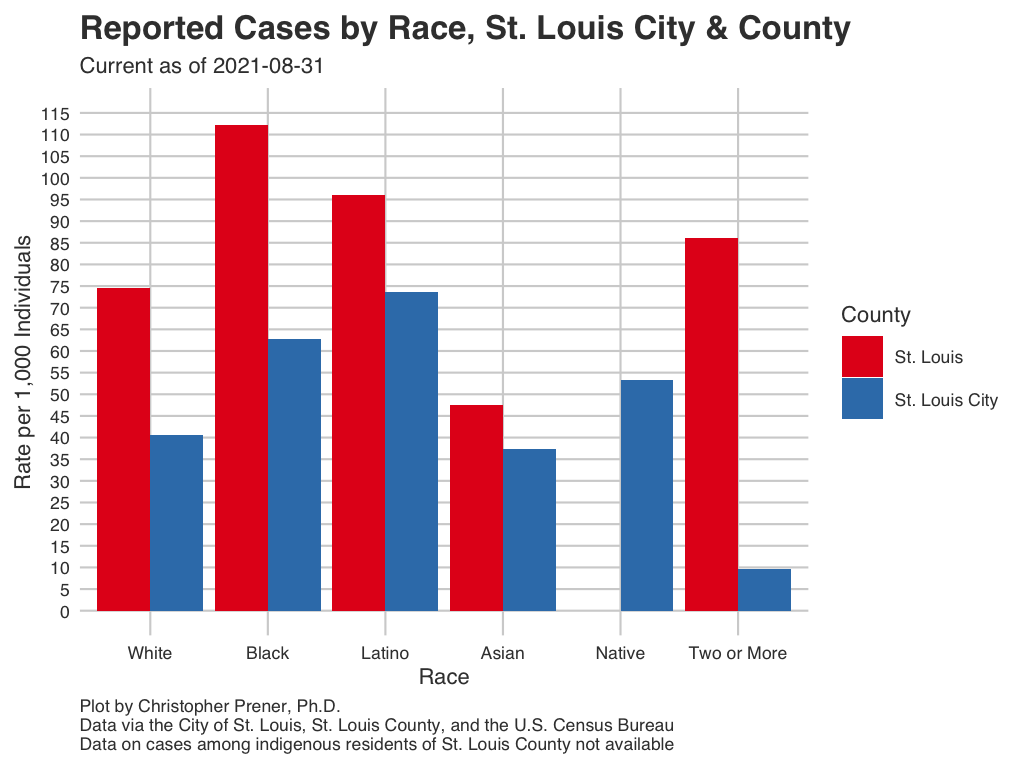 Reported Cases by Race, St. Louis City & County
Current as of 2021-08-31
Rate per 1,000 Individuals
115
110
105
100
95
90
85
80
75
70
65
60
55
50
45
40
35
30
25
20
15
10
5
0
County
St. Louis
St. Louis City
White Black Latino Asian Native Two or More
Race
Plot by Christopher Prener, Ph.D.
Data via the City of St. Louis, St. Louis County, and the U.S. Census Bureau
Data on cases among indigenous residents of St. Louis County not available